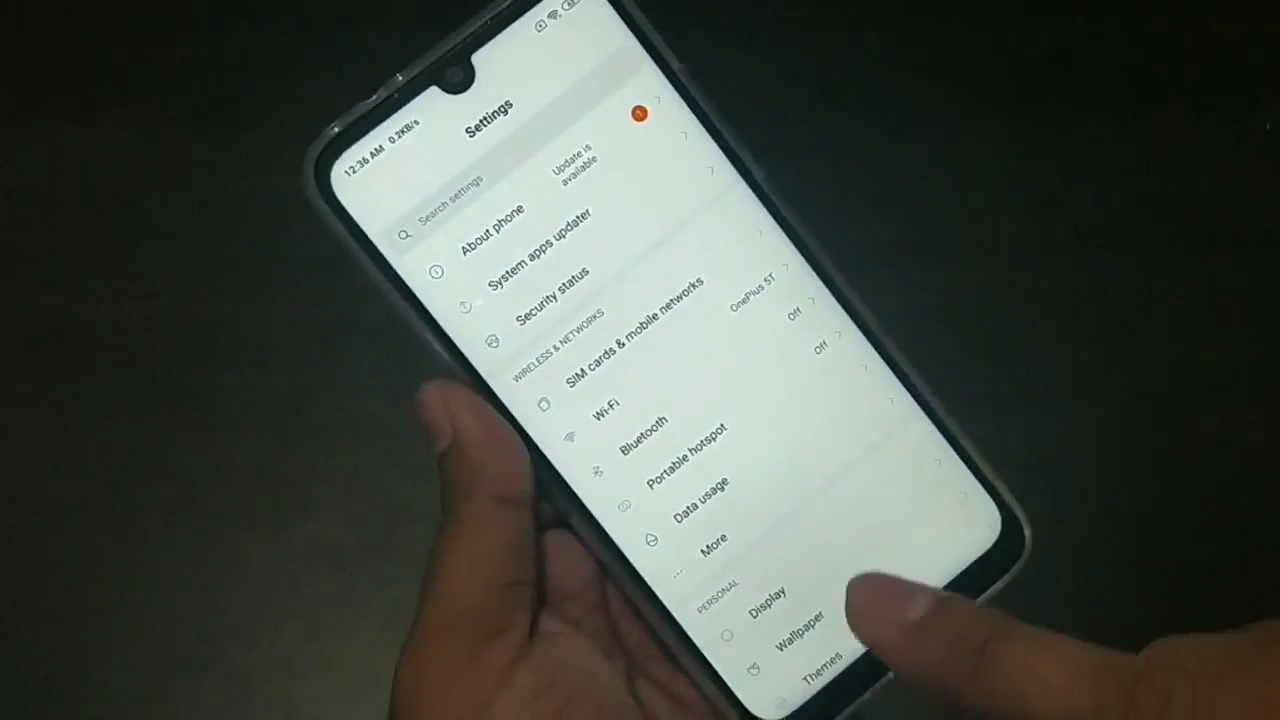 12:36 AM 0.2KB/s
Settings
Search settings
About phone
Update is
available
1
System apps updater
Security status
WIRELESS & NETWORKS
SIM cards & mobile networks
Wi-Fi
OnePlus 5T
Bluetooth
Off
Portable hotspot
Off
Data usage
More
PERSONAL
Display
Wallpaper
Themes